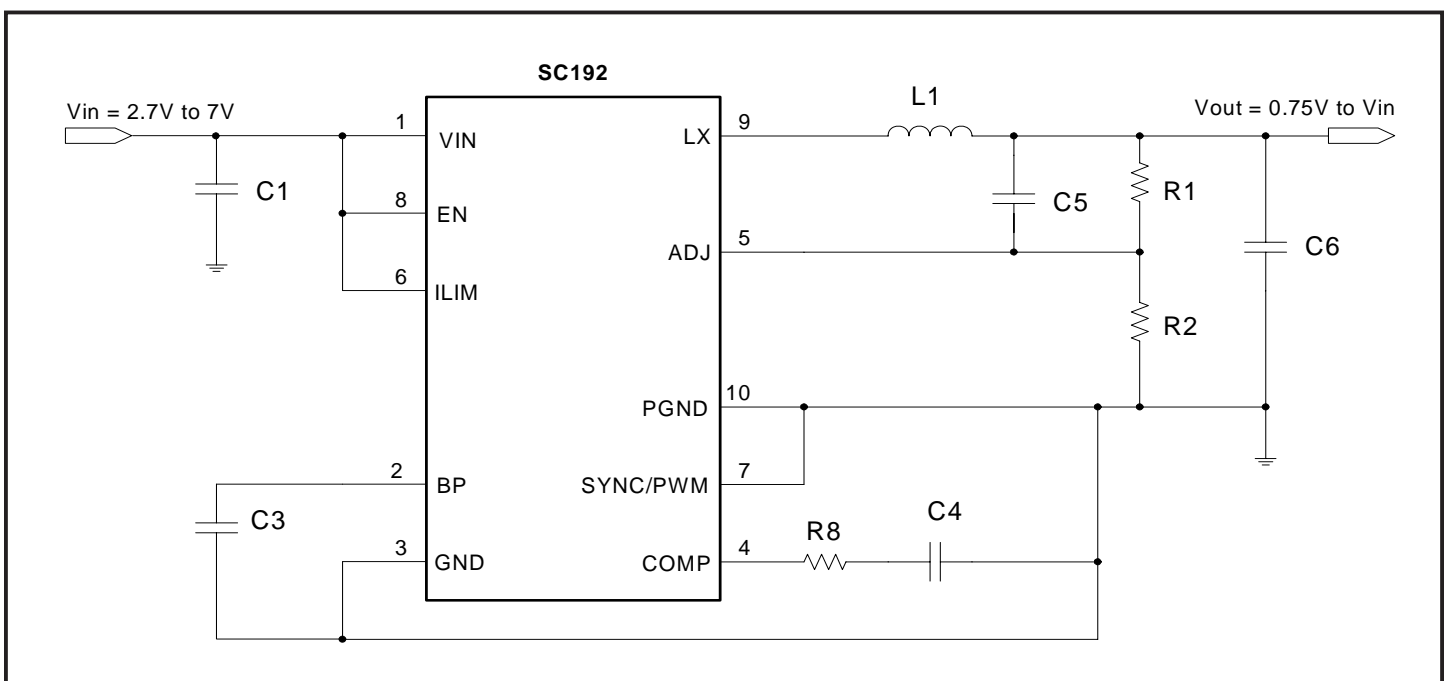 SC192
Vin = 2.7V to 7V
L1
Vout = 0.75V to Vin
1
VIN
LX
9
C1
C5
R1
8
EN
ADJ
5
C6
6
ILIM
R2
PGND
10
2
BP
SYNC/PWM
7
C3
R8
C4
3
GND
COMP
4